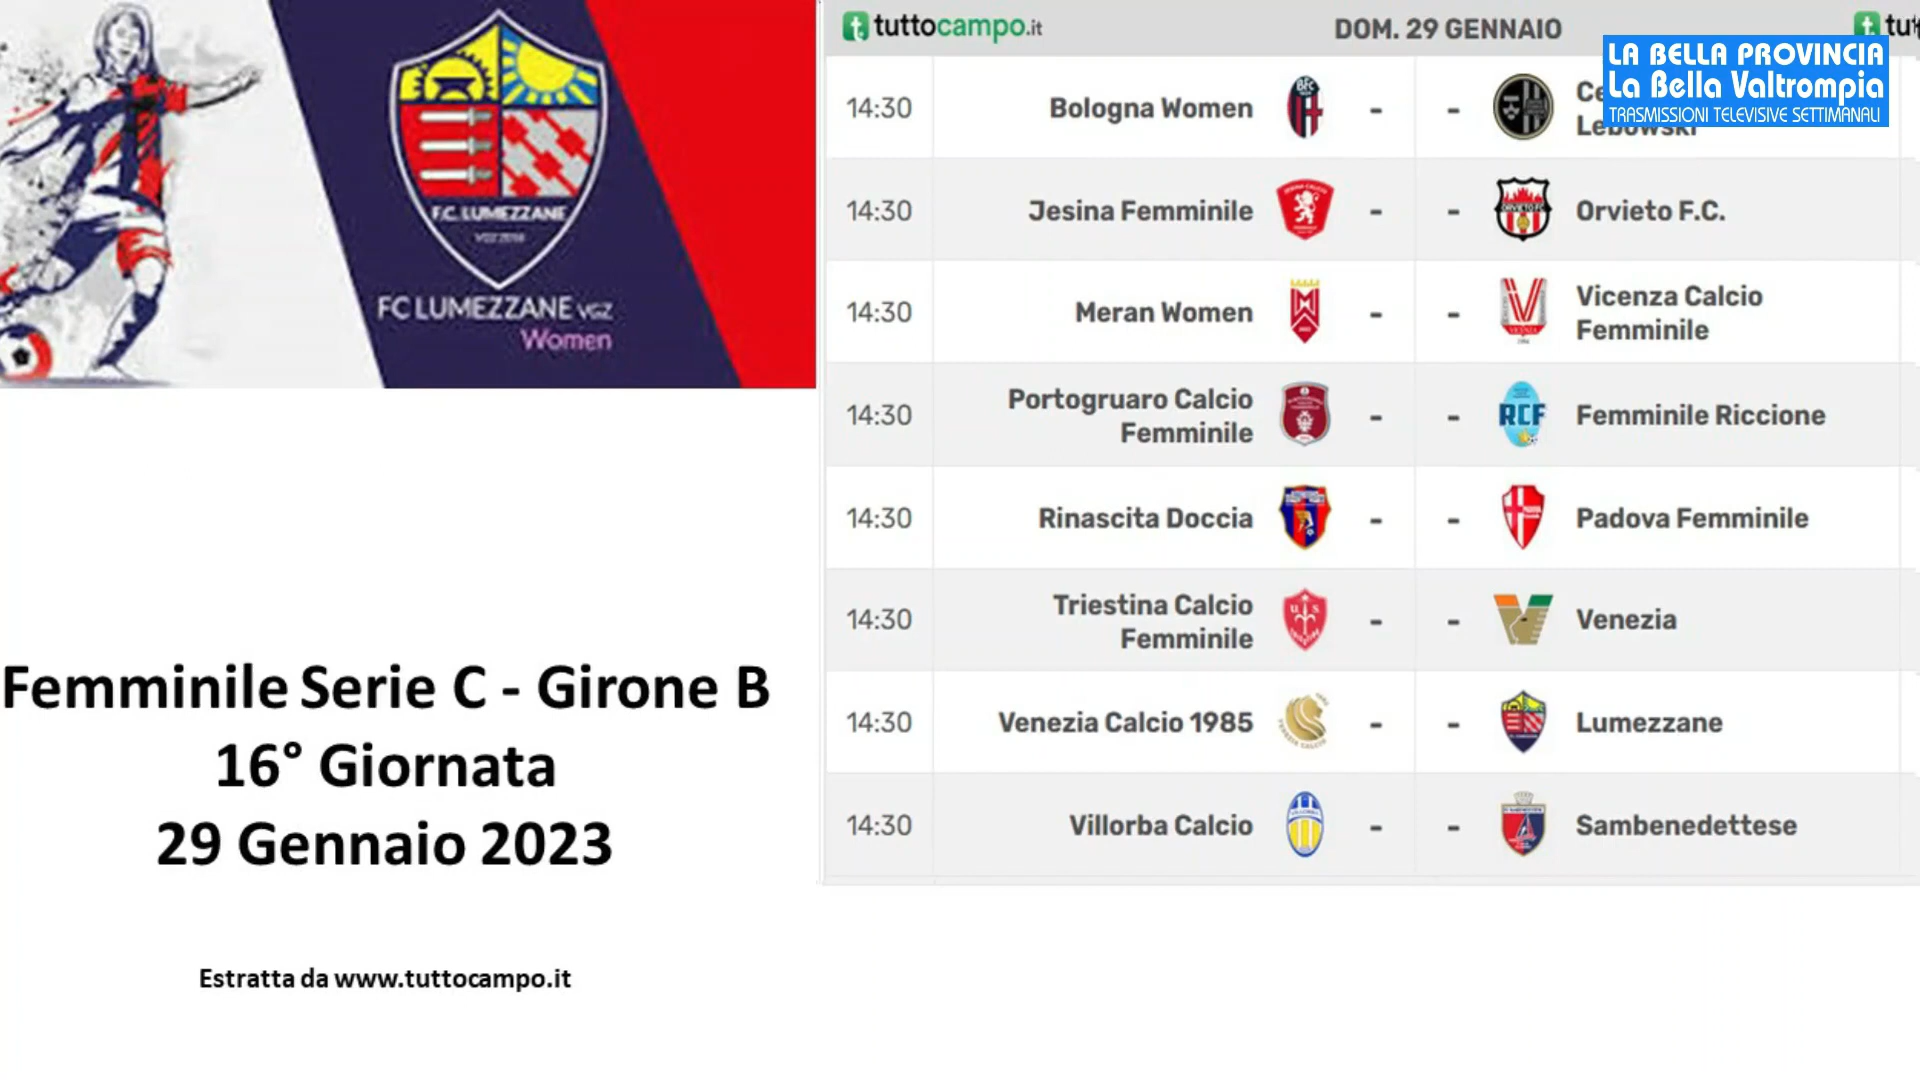 F.C. LUMEZZANE
VGZ 2018
FC LUMEZZANE VGZ
Women
Femminile Serie C - Girone B
16° Giornata
29 Gennaio 2023
Estratta da www.tuttocampo.it
tuttocampo.it
DOM. 29 GENNAIO
LA BELLA PROVINCIA
La Bella Valtrompia
TRASMISSIONI TELEVISIVE SETTIMANALI
14:30 Bologna Women - -
Lebowski
14:30 Jesina Femminile - - Orvieto F.C.
14:30 Meran Women - - Vicenza Calcio
Femminile
14:30 Portogruaro Calcio
Femminile - - Femminile Riccione
14:30 Rinascita Doccia - - Padova Femminile
14:30 Triestina Calcio
Femminile - - Venezia
14:30 Venezia Calcio 1985 - - Lumezzane
14:30 Villorba Calcio - - Sambenedettese